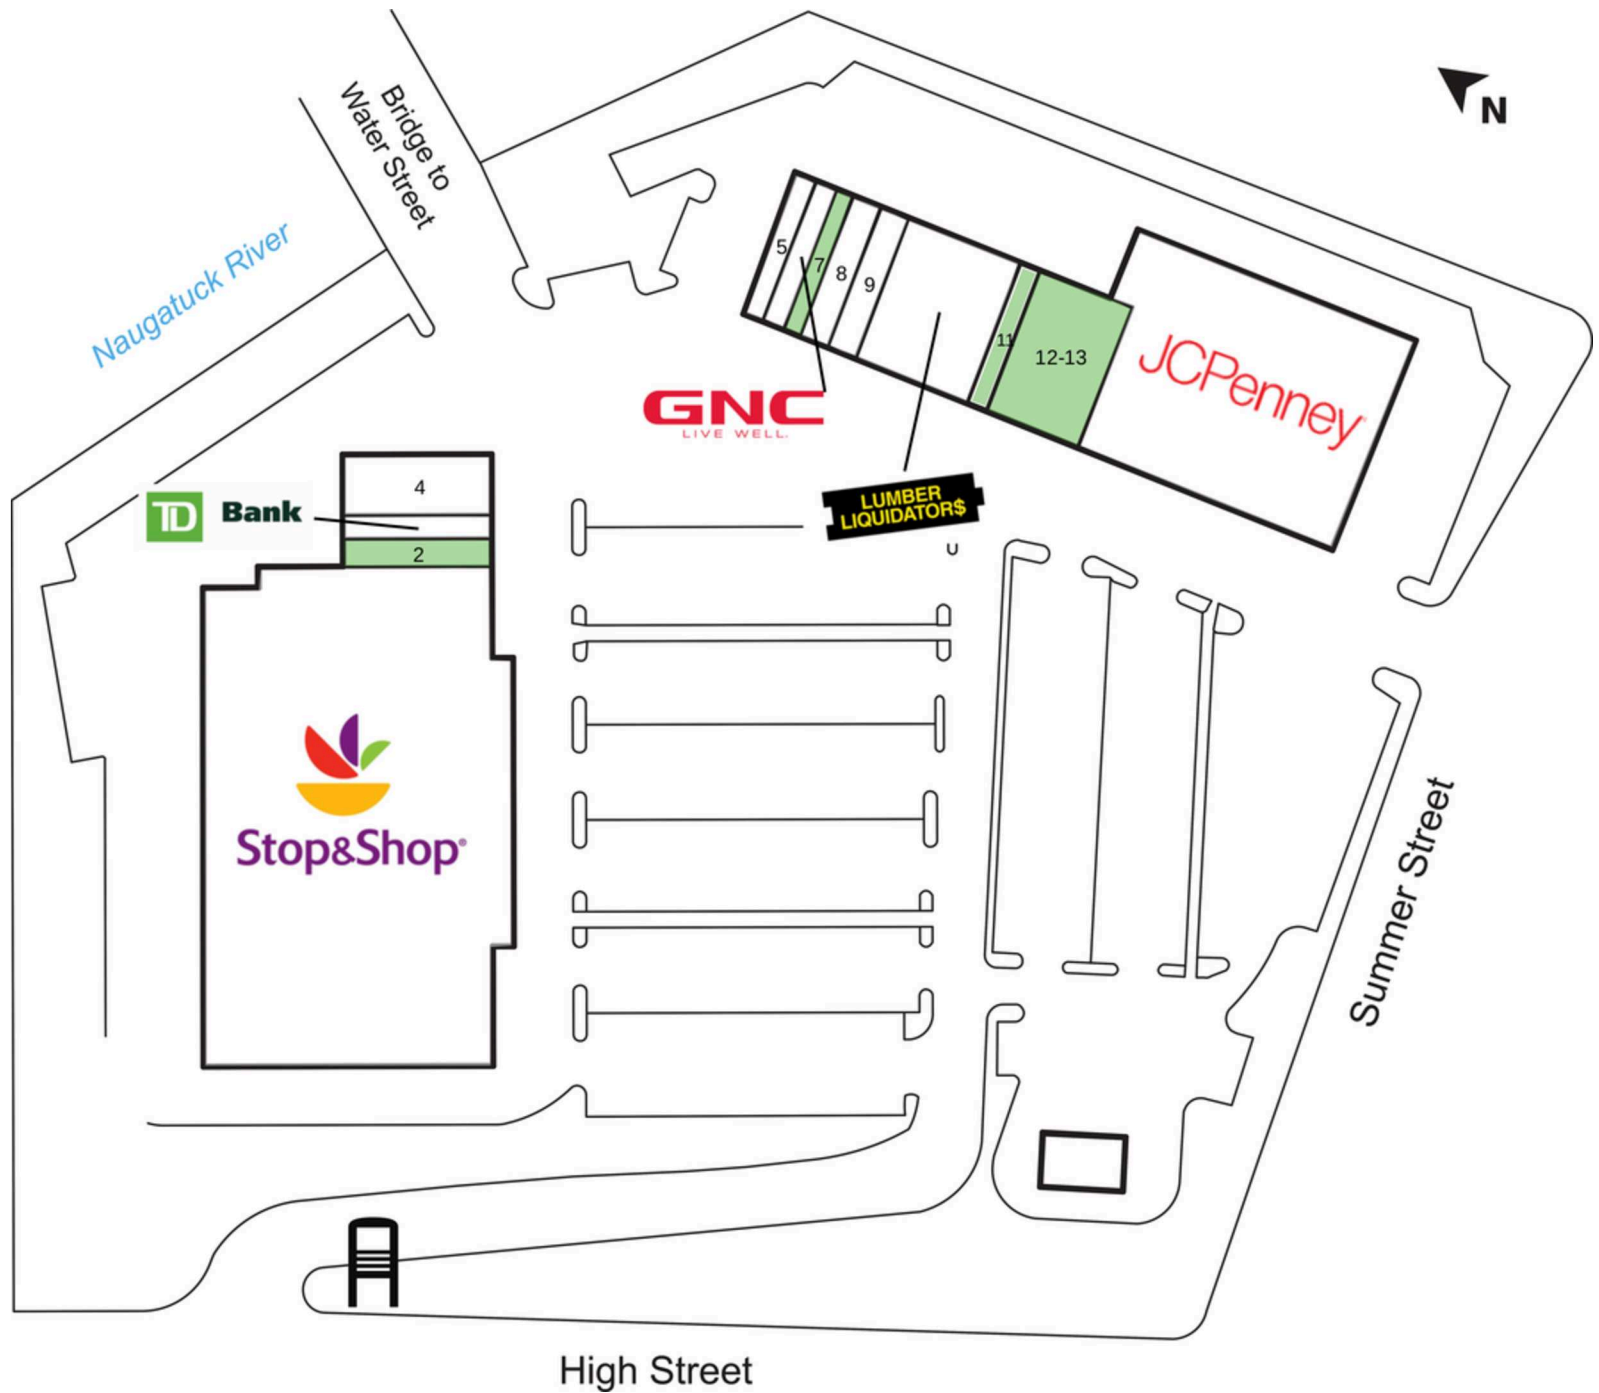 Bridge to
Water Street
N
Naugatuck River
5
7
8
9
11
12-13
JCPenney
GNC
LIVE WELL.
LUMBER
LIQUIDATOR$
4
TD Bank
2
Stop&Shop®
Summer Street
High Street